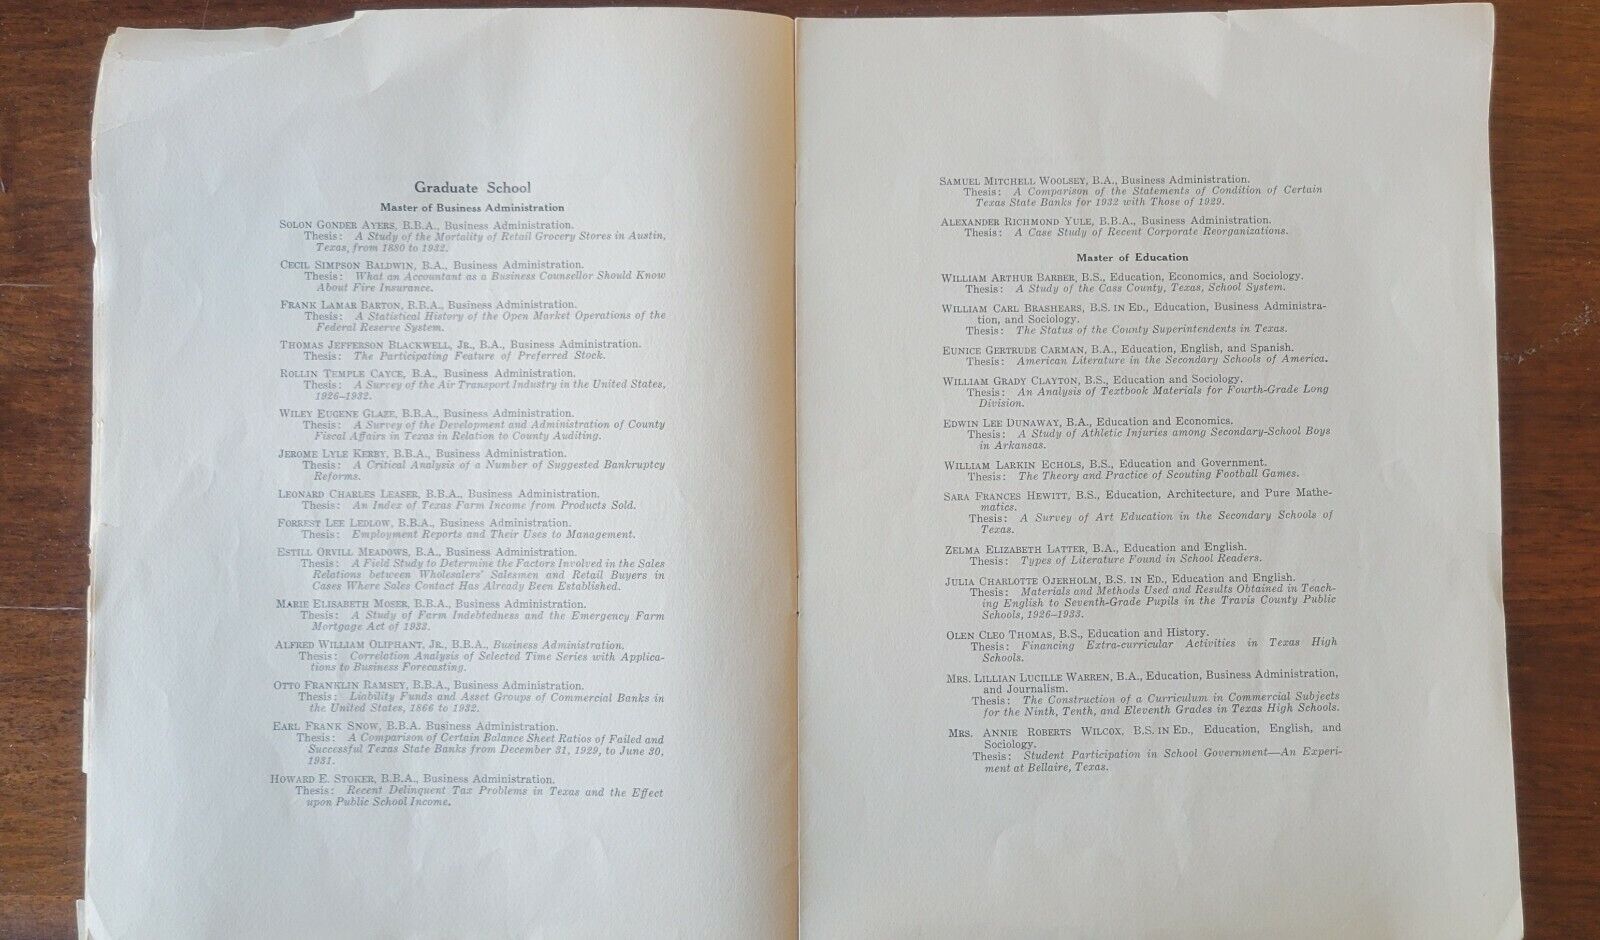 Graduate School
Master of Business Administration
SOLON GONDER AYERS, B.B.A., Business Administration.
Thesis: A Study of the Mortality of Retail Grocery Stores in Austin,
Texas, from 1880 to 1932.
CECIL SIMPSON BALDWIN, B.A., Business Administration.
Thesis: What an Accountant as a Business Counsellor Should Know
About Fire Insurance.
FRANK LAMAR BARTON, B.B.A., Business Administration.
Thesis: A Statistical History of the Open Market Operations of the
Federal Reserve System.
THOMAS JEFFERSON BLACKWELL, JR., B.A., Business Administration.
Thesis: The Participating Feature of Preferred Stock.
ROLLIN TEMPLE CAYCE, B.A., Business Administration.
Thesis: A Survey of the Air Transport Industry in the United States,
1926–1932.
WILEY EUGENE GLAZE, B.B.A., Business Administration.
Thesis: A Survey of the Development and Administration of County
Fiscal Affairs in Texas in Relation to County Auditing.
JEROME LYLE KERBY, B.B.A., Business Administration.
Thesis: A Critical Analysis of a Number of Suggested Bankruptcy
Reforms.
LEONARD CHARLES LEASER, B.B.A., Business Administration.
Thesis: An Index of Texas Farm Income from Products Sold.
FORREST LEE LEDLOW, B.B.A., Business Administration.
Thesis: Employment Reports and Their Uses to Management.
ESTILL ORVILL MEADOWS, B.A., Business Administration.
Thesis: A Field Study to Determine the Factors Involved in the Sales
Relations between Wholesalers' Salesmen and Retail Buyers in
Cases Where Sales Contact Has Already Been Established.
MARIE ELISABETH MOSER, B.B.A., Business Administration.
Thesis: A Study of Farm Indebtedness and the Emergency Farm
Mortgage Act of 1933.
ALFRED WILLIAM OLIPHANT, JR., B.B.A., Business Administration.
Thesis: Correlation Analysis of Selected Time Series with Applica-
tions to Business Forecasting.
OTTO FRANKLIN RAMSEY, B.B.A., Business Administration.
Thesis: Liability Funds and Asset Groups of Commercial Banks in
the United States, 1866 to 1932.
EARL FRANK SNOW, B.B.A. Business Administration.
Thesis: A Comparison of Certain Balance Sheet Ratios of Failed and
Successful Texas State Banks from December 31, 1929, to June 30,
1931.
HOWARD E. STOKER, B.B.A., Business Administration.
Thesis: Recent Delinquent Tax Problems in Texas and the Effect
upon Public School Income.
SAMUEL MITCHELL WOOLSEY, B.A., Business Administration.
Thesis: A Comparison of the Statements of Condition of Certain
Texas State Banks for 1932 with Those of 1929.
ALEXANDER RICHMOND YULE, B.B.A., Business Administration.
Thesis: A Case Study of Recent Corporate Reorganizations.
Master of Education
WILLIAM ARTHUR BARBER, B.S., Education, Economics, and Sociology.
Thesis: A Study of the Cass County, Texas, School System.
WILLIAM CARL BRASHEARS, B.S. IN ED., Education, Business Administra-
tion, and Sociology.
Thesis: The Status of the County Superintendents in Texas.
EUNICE GERTRUDE CARMAN, B.A., Education, English, and Spanish.
Thesis: American Literature in the Secondary Schools of America.
WILLIAM GRADY CLAYTON, B.S., Education and Sociology.
Thesis: An Analysis of Textbook Materials for Fourth-Grade Long
Division.
EDWIN LEE DUNAWAY, B.A., Education and Economics.
Thesis: A Study of Athletic Injuries among Secondary-School Boys
in Arkansas.
WILLIAM LARKIN ECHOLS, B.S., Education and Government.
Thesis: The Theory and Practice of Scouting Football Games.
SARA FRANCES HEWITT, B.S., Education, Architecture, and Pure Mathe-
matics.
Thesis: A Survey of Art Education in the Secondary Schools of
Texas.
ZELMA ELIZABETH LATTER, B.A., Education and English.
Thesis: Types of Literature Found in School Readers.
JULIA CHARLOTTE OJERHOLM, B.S. IN ED., Education and English.
Thesis: Materials and Methods Used and Results Obtained in Teach-
ing English to Seventh-Grade Pupils in the Travis County Public
Schools, 1926–1933.
OLEN CLEO THOMAS, B.S., Education and History.
Thesis: Financing Extra-curricular Activities in Texas High
Schools.
MRS. LILLIAN LUCILLE WARREN, B.A., Education, Business Administration,
and Journalism.
Thesis: The Construction of a Curriculum in Commercial Subjects
for the Ninth, Tenth, and Eleventh Grades in Texas High Schools.
MRS. ANNIE ROBERTS WILCOX, B.S. IN ED., Education, English, and
Sociology.
Thesis: Student Participation in School Government—An Experi-
ment at Bellaire, Texas.